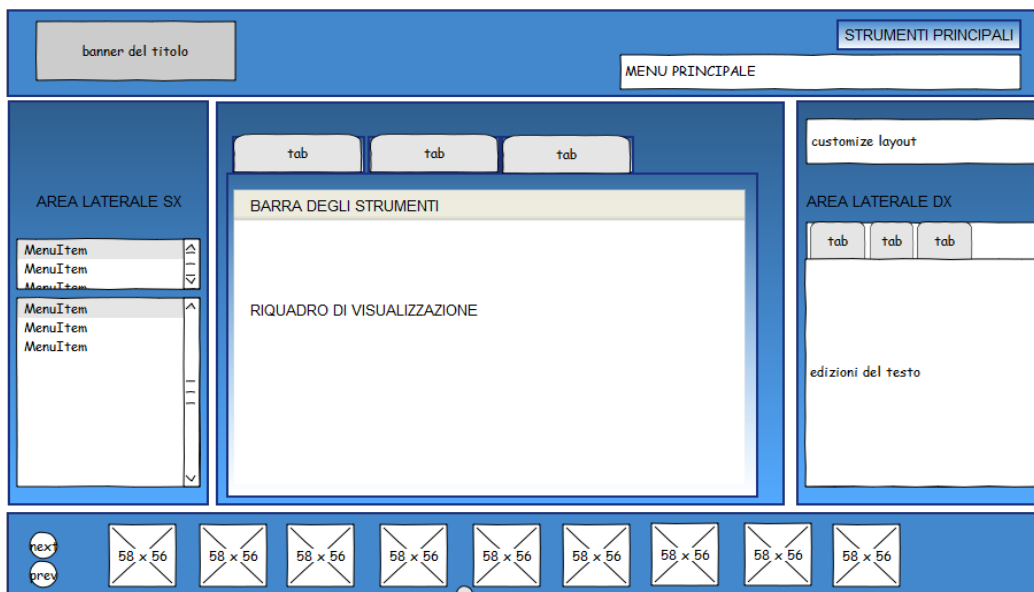 banner del titolo
STRUMENTI PRINCIPALI
MENU PRINCIPALE
AREA LATERALE SX
MenuItem
MenuItem
MenuItem
MenuItem
MenuItem
MenuItem
tab tab tab
BARRA DEGLI STRUMENTI
RIQUADRO DI VISUALIZZAZIONE
customize layout
AREA LATERALE DX
tab tab tab
edizioni del testo
next
prev
58 x 56 58 x 56 58 x 56 58 x 56 58 x 56 58 x 56 58 x 56 58 x 56 58 x 56